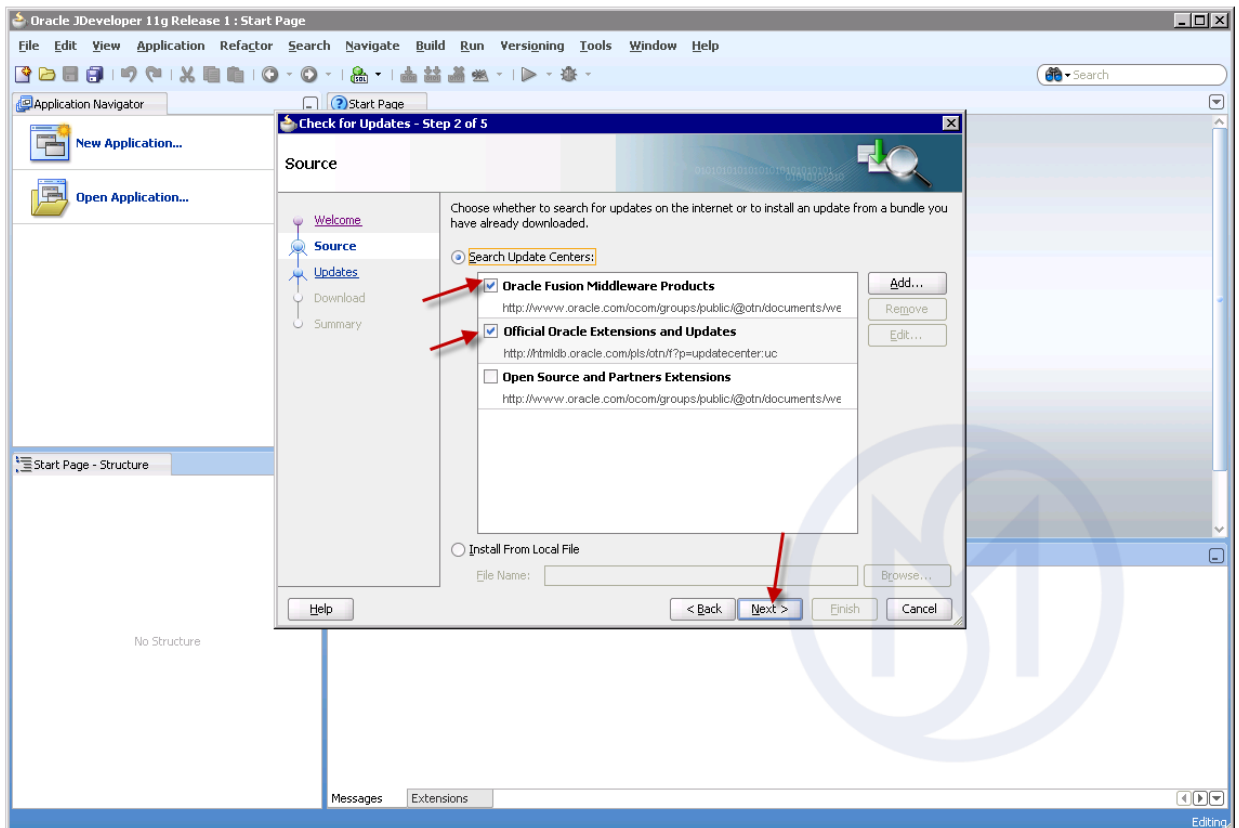 Oracle JDeveloper 11g Release 1 : Start Page
File Edit View Application Refactor Search Navigate Build Run Versioning Tools Window Help
Search
Application Navigator
Start Page
New Application...
Open Application...
Check for Updates - Step 2 of 5
Source
Welcome
Source
Updates
Download
Summary
Choose whether to search for updates on the internet or to install an update from a bundle you
have already downloaded.
Search Update Centers:
Oracle Fusion Middleware Products
http://www.oracle.com/ocom/groups/public/@otn/documents/we
Official Oracle Extensions and Updates
http://htmldb.oracle.com/pls/otn/f?p=updatecenter:uc
Open Source and Partners Extensions
http://www.oracle.com/ocom/groups/public/@otn/documents/we
Add...
Remove
Edit...
Install From Local File
File Name:
Browse...
Help
< Back Next > Finish Cancel
Start Page - Structure
No Structure
Messages Extensions
Editing